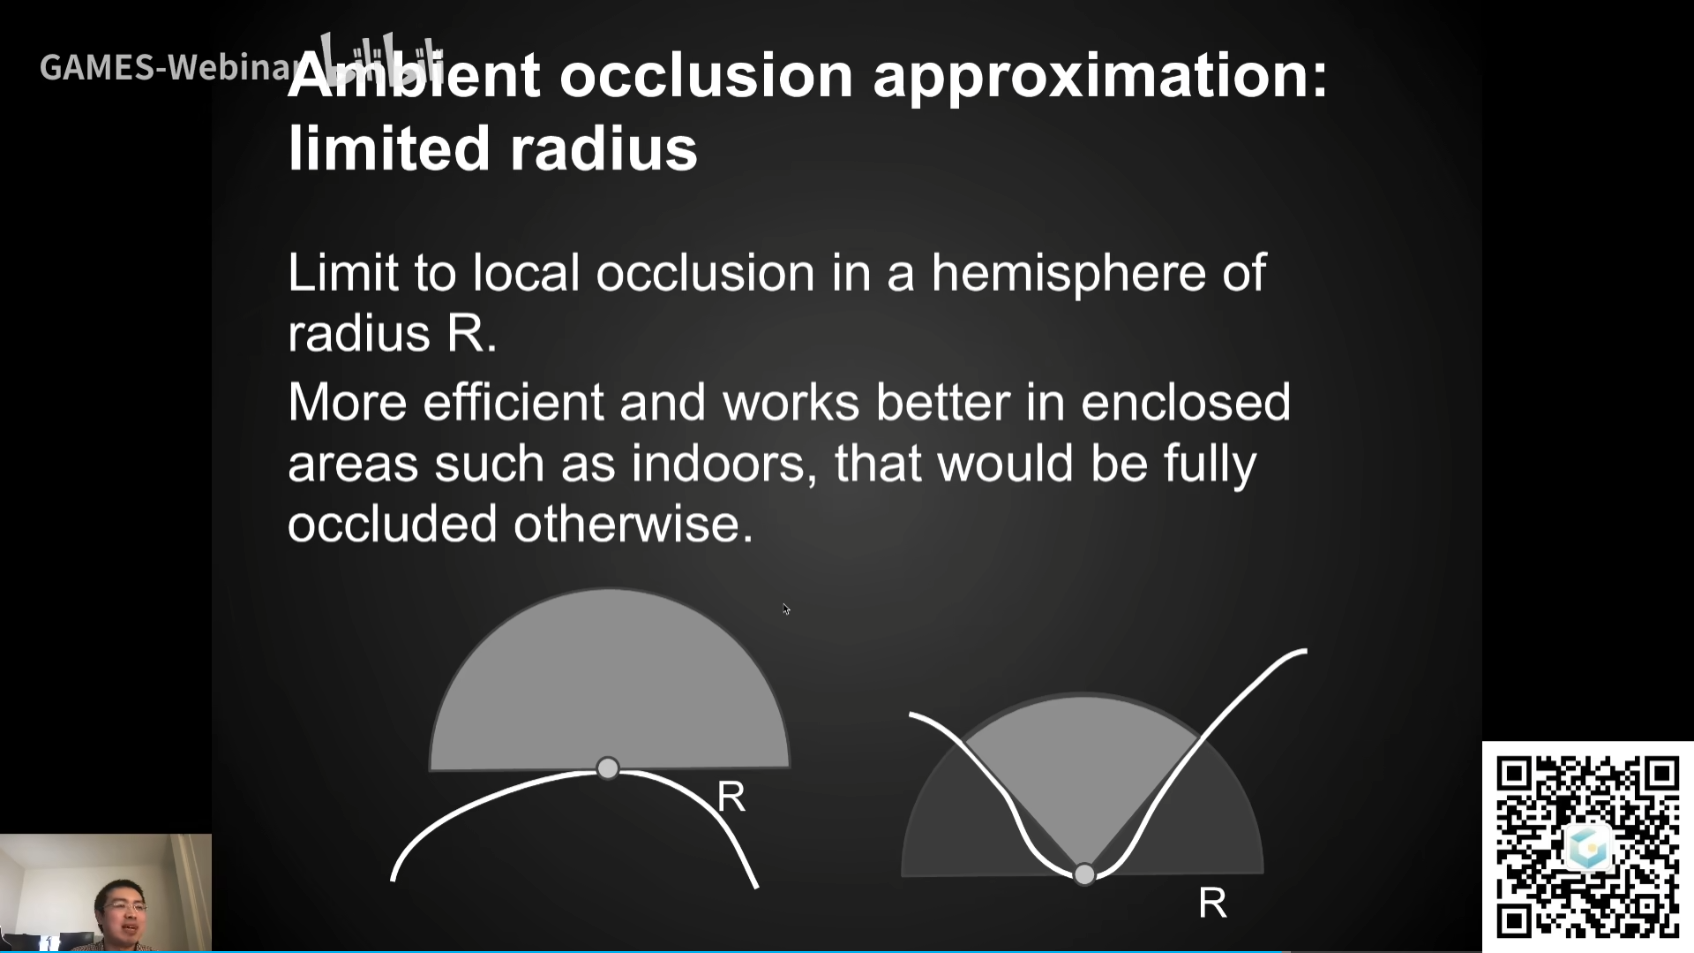 GAMES-Webinar
bilibili
Ambient occlusion approximation:
limited radius
Limit to local occlusion in a hemisphere of
radius R.
More efficient and works better in enclosed
areas such as indoors, that would be fully
occluded otherwise.
R
R